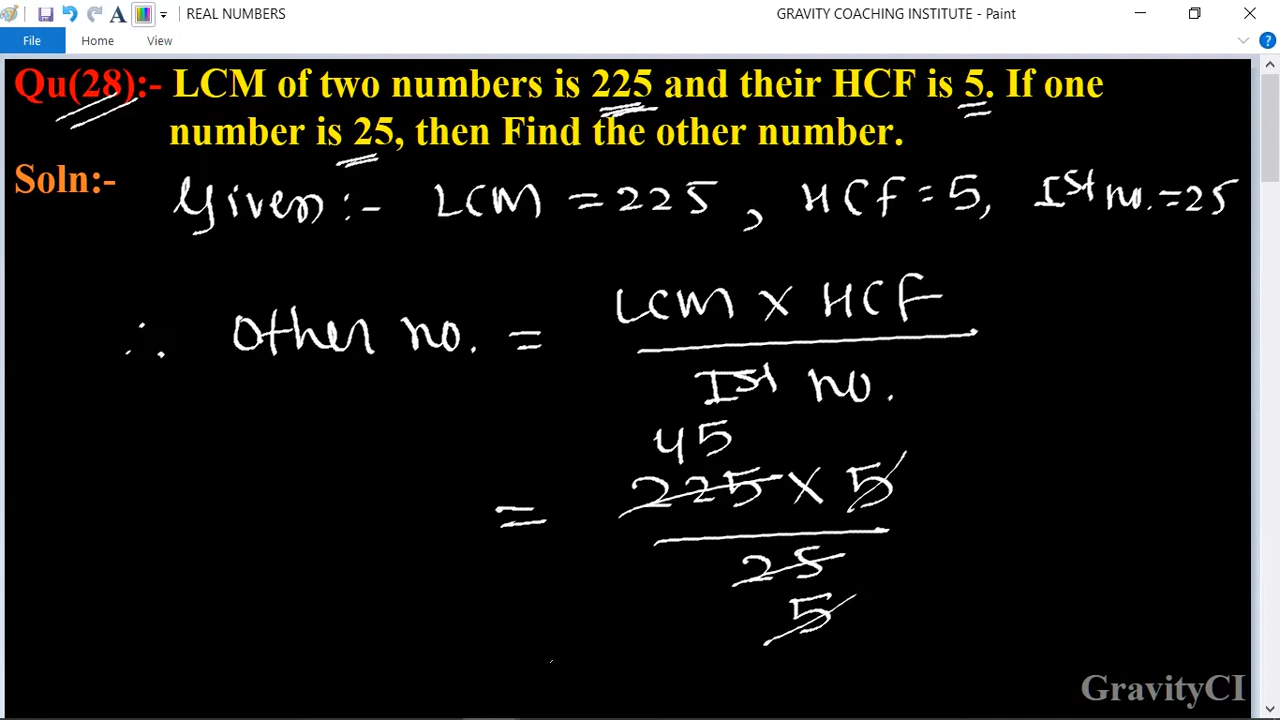 REAL NUMBERS
GRAVITY COACHING INSTITUTE - Paint
File Home View
Qu(28):- LCM of two numbers is 225 and their HCF is 5. If one
number is 25, then Find the other number.
Soln:- Given :- LCM = 225, HCF = 5, Ist no. = 25
∴ Other no. = LCM × HCF
Ist no.
45
= 225 × 5
25
5
GravityCI